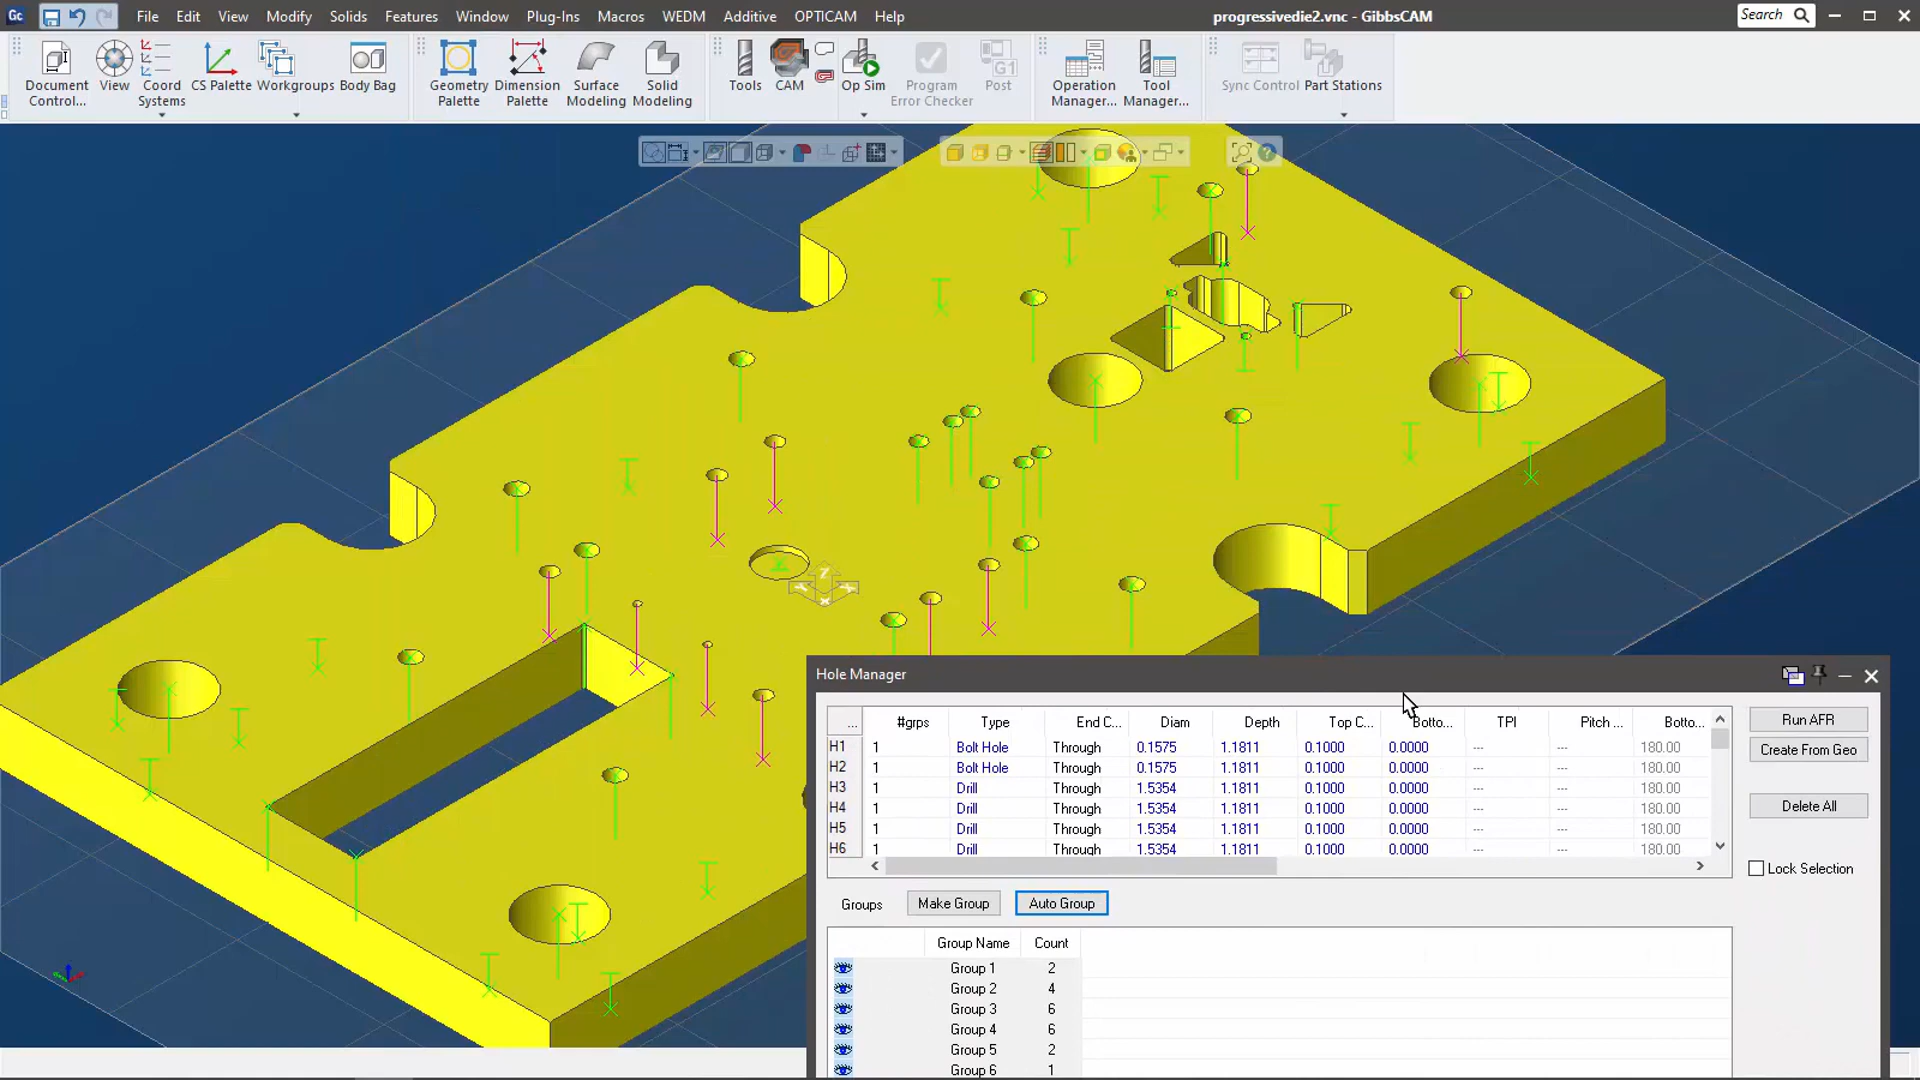 Gc File Edit View Modify Solids Features Window Plug-Ins Macros WEDM Additive OPTICAM Help progressivedie2.vnc - GibbsCAM Search
Document Control... View Coord Systems CS Palette Workgroups Body Bag Geometry Palette Dimension Palette Surface Modeling Solid Modeling Tools CAM Op Sim Program Error Checker Post Operation Manager... Tool Manager... Sync Control Part Stations
Z
Hole Manager
... #grps Type End C... Diam Depth Top C... Botto... TPI Pitch ... Botto... Run AFR
H1 1 Bolt Hole Through 0.1575 1.1811 0.1000 0.0000 --- --- 180.00 Create From Geo
H2 1 Bolt Hole Through 0.1575 1.1811 0.1000 0.0000 --- --- 180.00
H3 1 Drill Through 1.5354 1.1811 0.1000 0.0000 --- --- 180.00
H4 1 Drill Through 1.5354 1.1811 0.1000 0.0000 --- --- 180.00 Delete All
H5 1 Drill Through 1.5354 1.1811 0.1000 0.0000 --- --- 180.00
H6 1 Drill Through 1.5354 1.1811 0.1000 0.0000 --- --- 180.00
Lock Selection
Groups Make Group Auto Group
Group Name Count
Group 1 2
Group 2 4
Group 3 6
Group 4 6
Group 5 2
Group 6 1